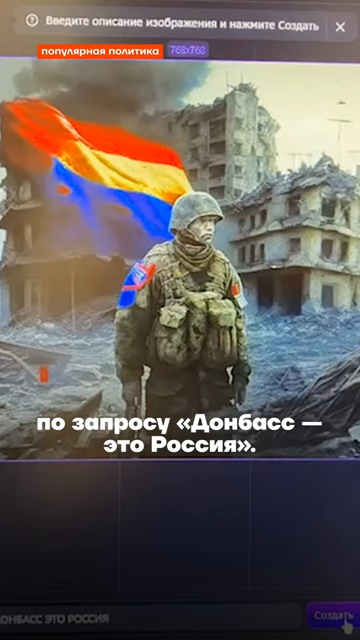 Введите описание изображения и нажмите Создать
популярная политика
768x768
по запросу «Донбасс —
это Россия».
ДОНБАСС ЭТО РОССИЯ
Создать